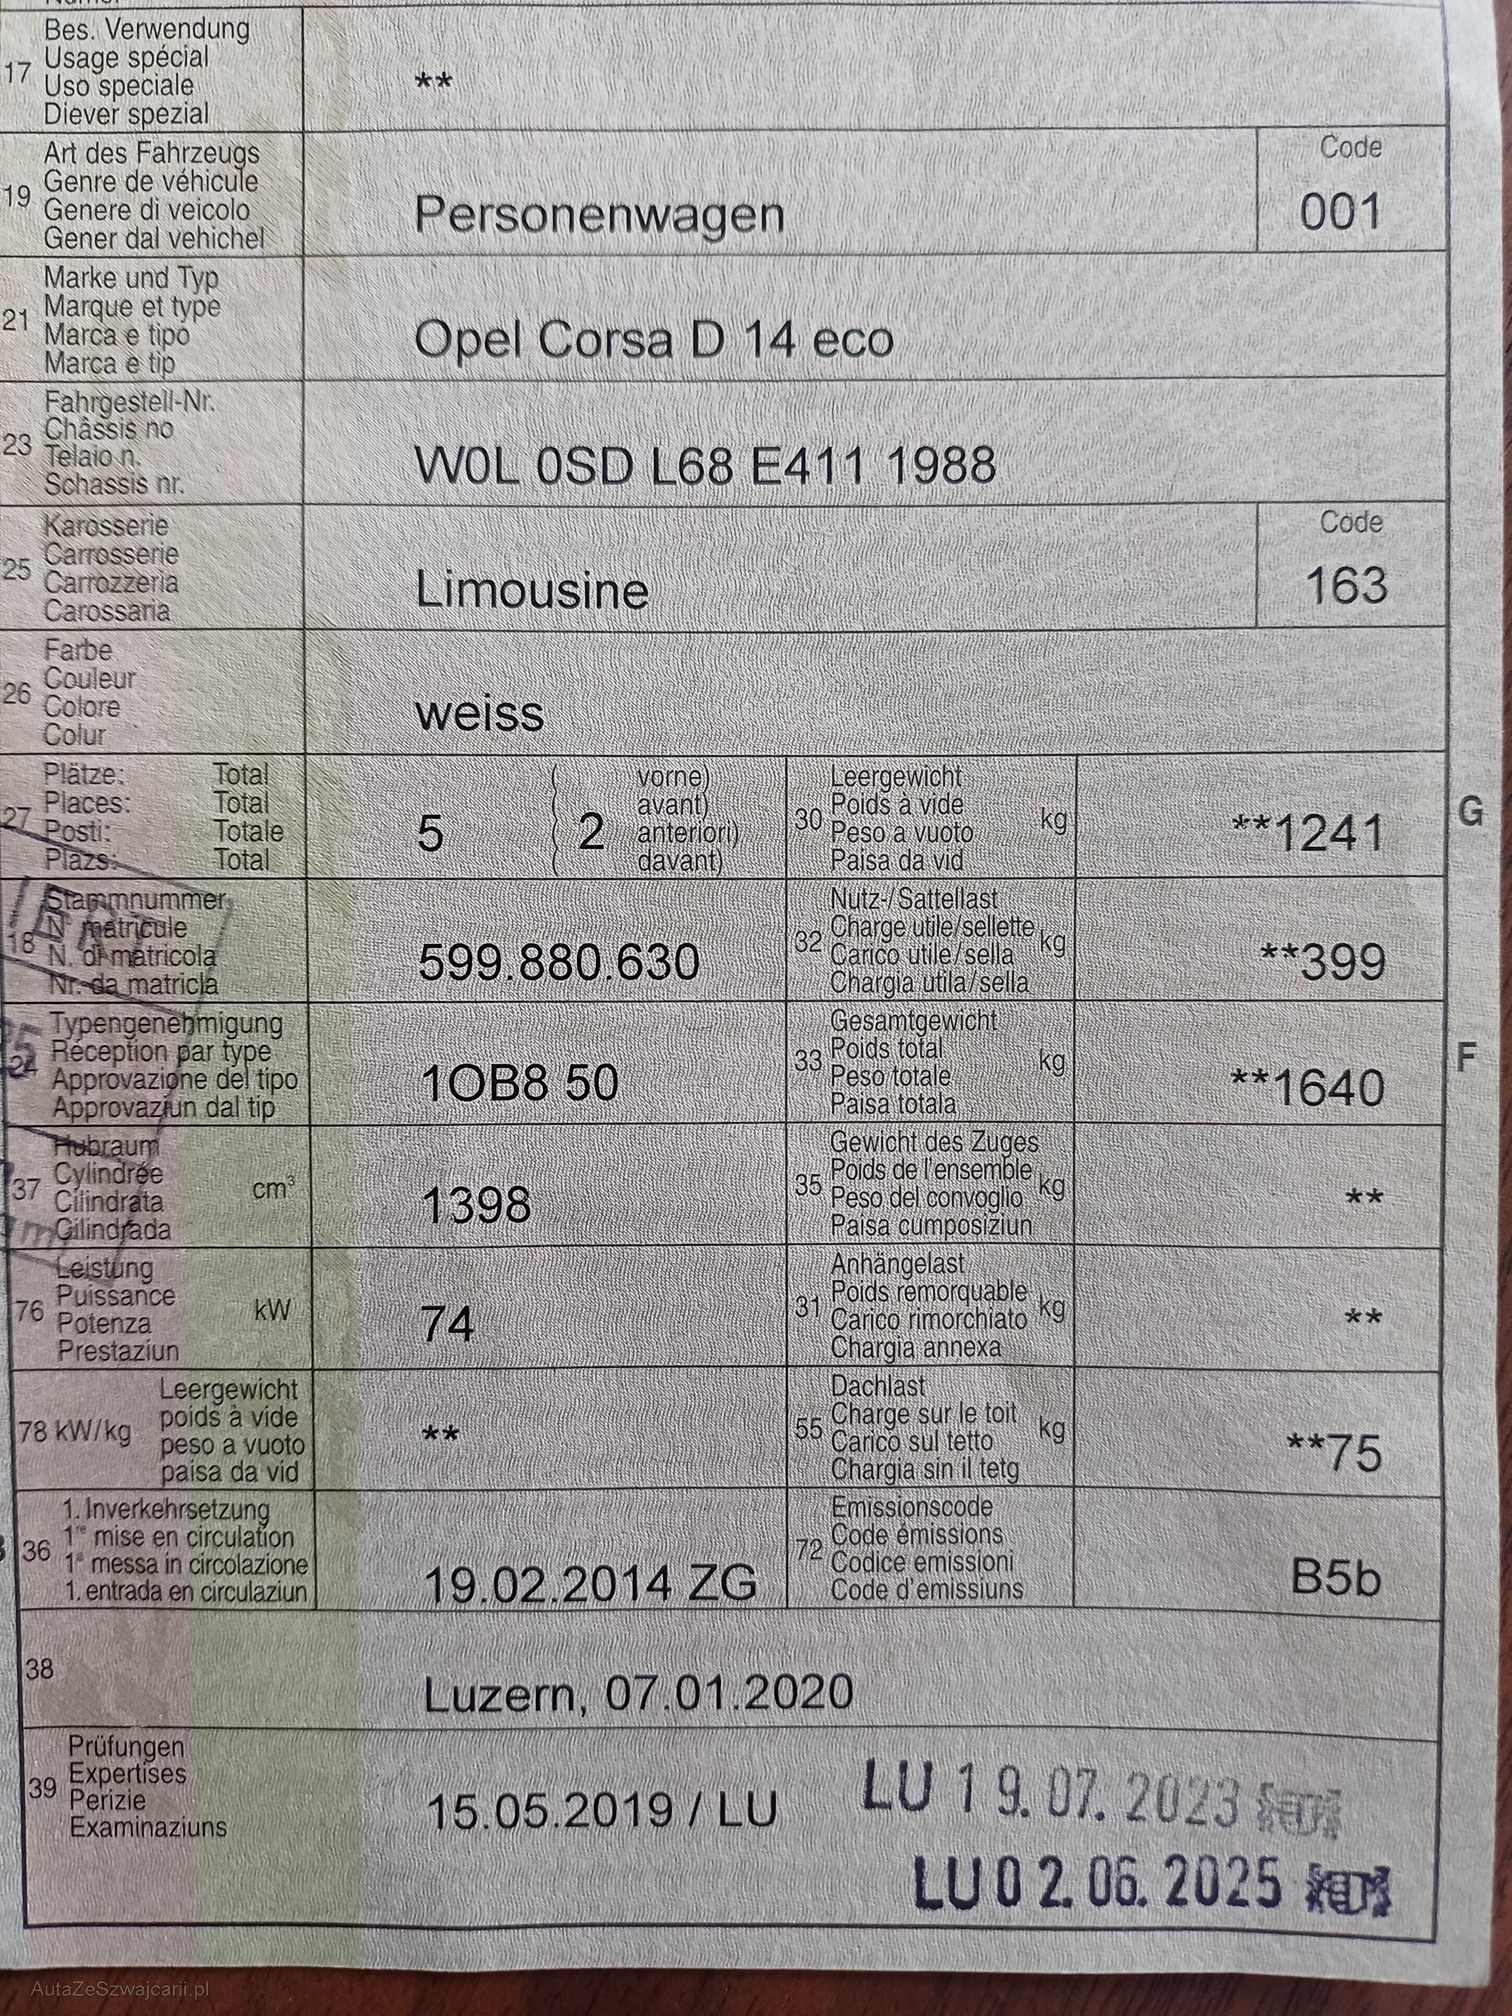 17
Bes. Verwendung
Usage spécial
Uso speciale
Diever spezial
**
19
Art des Fahrzeugs
Genre de véhicule
Genere di veicolo
Gener dal vehichel
Personenwagen
Code
001
21
Marke und Typ
Marque et type
Marca e tipo
Marca e tip
Opel Corsa D 14 eco
23
Fahrgestell-Nr.
Châssis no
Telaio n.
Schassis nr.
W0L 0SD L68 E411 1988
25
Karosserie
Carrosserie
Carrozzeria
Carossaria
Limousine
Code
163
26
Farbe
Couleur
Colore
Colur
weiss
27
Plätze: Total
Places: Total
Posti: Totale
Plazs: Total
5 ( 2
vorne)
avant)
anteriori)
davant)
30
Leergewicht
Poids à vide
Peso a vuoto
Paisa da vid
kg
**1241
G
18
Stammnummer
N° matricule
N. di matricola
Nr. da matricla
599.880.630
32
Nutz-/Sattellast
Charge utile/sellette
Carico utile/sella
Chargia utila/sella
kg
**399
24
Typengenehmigung
Réception par type
Approvazione del tipo
Approvaziun dal tip
1OB8 50
33
Gesamtgewicht
Poids total
Peso totale
Paisa totala
kg
**1640
F
37
Hubraum
Cylindrée
Cilindrata
Cilindrada
cm³
1398
35
Gewicht des Zuges
Poids de l'ensemble
Peso del convoglio
Paisa cumposiziun
kg
**
76
Leistung
Puissance
Potenza
Prestaziun
kW
74
31
Anhängelast
Poids remorquable
Carico rimorchiato
Chargia annexa
kg
**
78 kW/kg
Leergewicht
poids à vide
peso a vuoto
paisa da vid
**
55
Dachlast
Charge sur le toit
Carico sul tetto
Chargia sin il tetg
kg
**75
36
1. Inverkehrsetzung
1re mise en circulation
1a messa in circolazione
1. entrada en circulaziun
19.02.2014 ZG
72
Emissionscode
Code émissions
Codice emissioni
Code d'emissiuns
B5b
38
Luzern, 07.01.2020
39
Prüfungen
Expertises
Perizie
Examinaziuns
15.05.2019 / LU
LU 19.07.2023
LU 02.06.2025
AutaZeSzwajcarii.pl